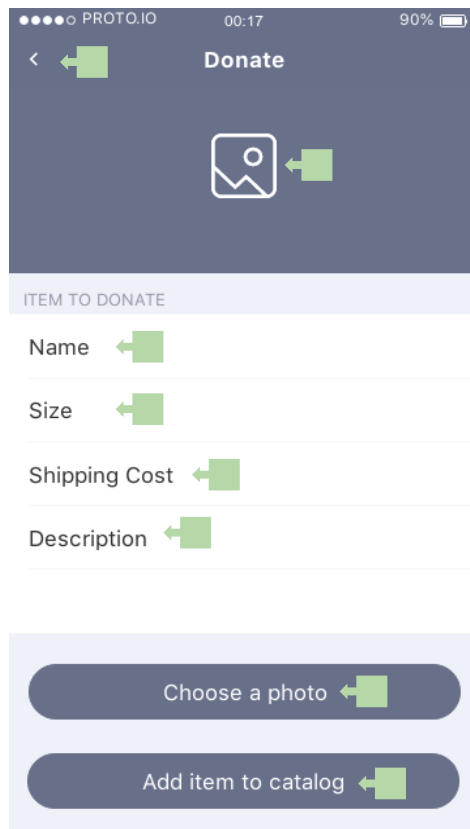 PROTO.IO 00:17 90%
Donate
ITEM TO DONATE
Name
Size
Shipping Cost
Description
Choose a photo
Add item to catalog